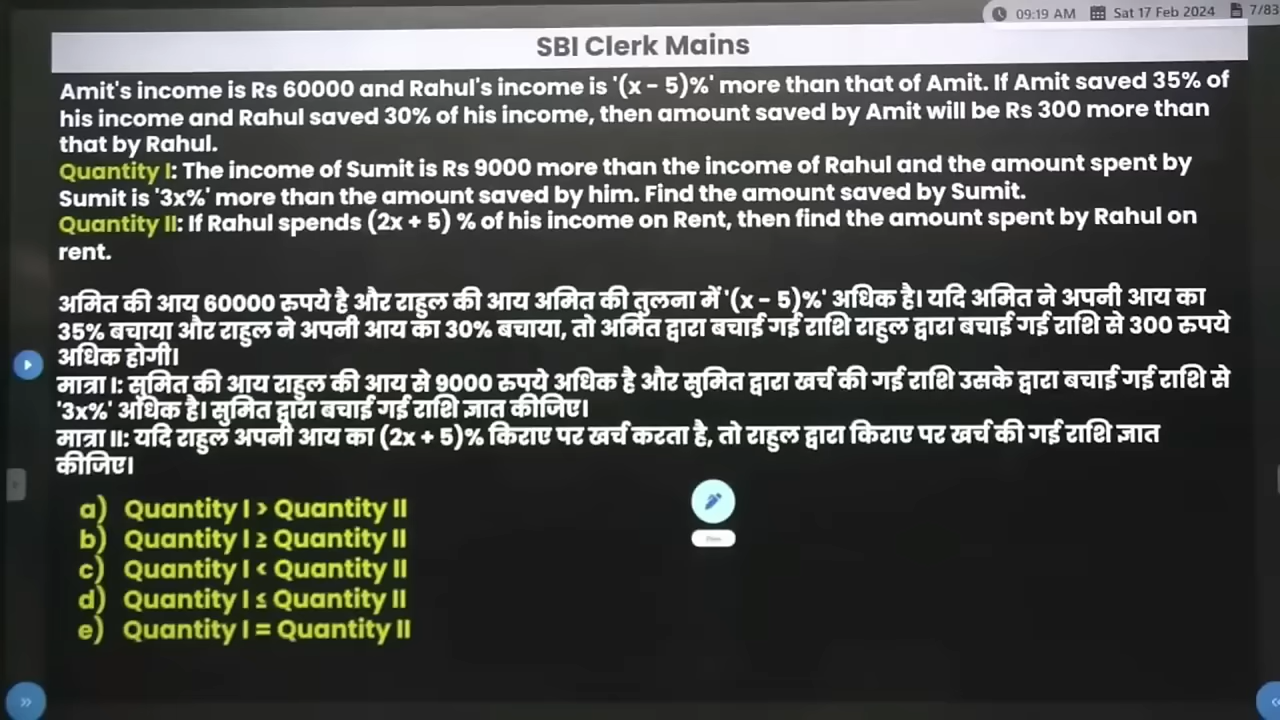 09:19 AM Sat 17 Feb 2024 7/83
SBI Clerk Mains
Amit's income is Rs 60000 and Rahul's income is '(x - 5)%' more than that of Amit. If Amit saved 35% of
his income and Rahul saved 30% of his income, then amount saved by Amit will be Rs 300 more than
that by Rahul.
Quantity I: The income of Sumit is Rs 9000 more than the income of Rahul and the amount spent by
Sumit is '3x%' more than the amount saved by him. Find the amount saved by Sumit.
Quantity II: If Rahul spends (2x + 5) % of his income on Rent, then find the amount spent by Rahul on
rent.
अमित की आय 60000 रुपये है और राहुल की आय अमित की तुलना में '(x - 5)%' अधिक है। यदि अमित ने अपनी आय का
35% बचाया और राहुल ने अपनी आय का 30% बचाया, तो अमित द्वारा बचाई गई राशि राहुल द्वारा बचाई गई राशि से 300 रुपये
अधिक होगी।
मात्रा I: सुमित की आय राहुल की आय से 9000 रुपये अधिक है और सुमित द्वारा खर्च की गई राशि उसके द्वारा बचाई गई राशि से
'3x%' अधिक है। सुमित द्वारा बचाई गई राशि ज्ञात कीजिए।
मात्रा II: यदि राहुल अपनी आय का (2x + 5)% किराए पर खर्च करता है, तो राहुल द्वारा किराए पर खर्च की गई राशि ज्ञात
कीजिए।
a) Quantity I > Quantity II
b) Quantity I ≥ Quantity II
c) Quantity I < Quantity II
d) Quantity I ≤ Quantity II
e) Quantity I = Quantity II